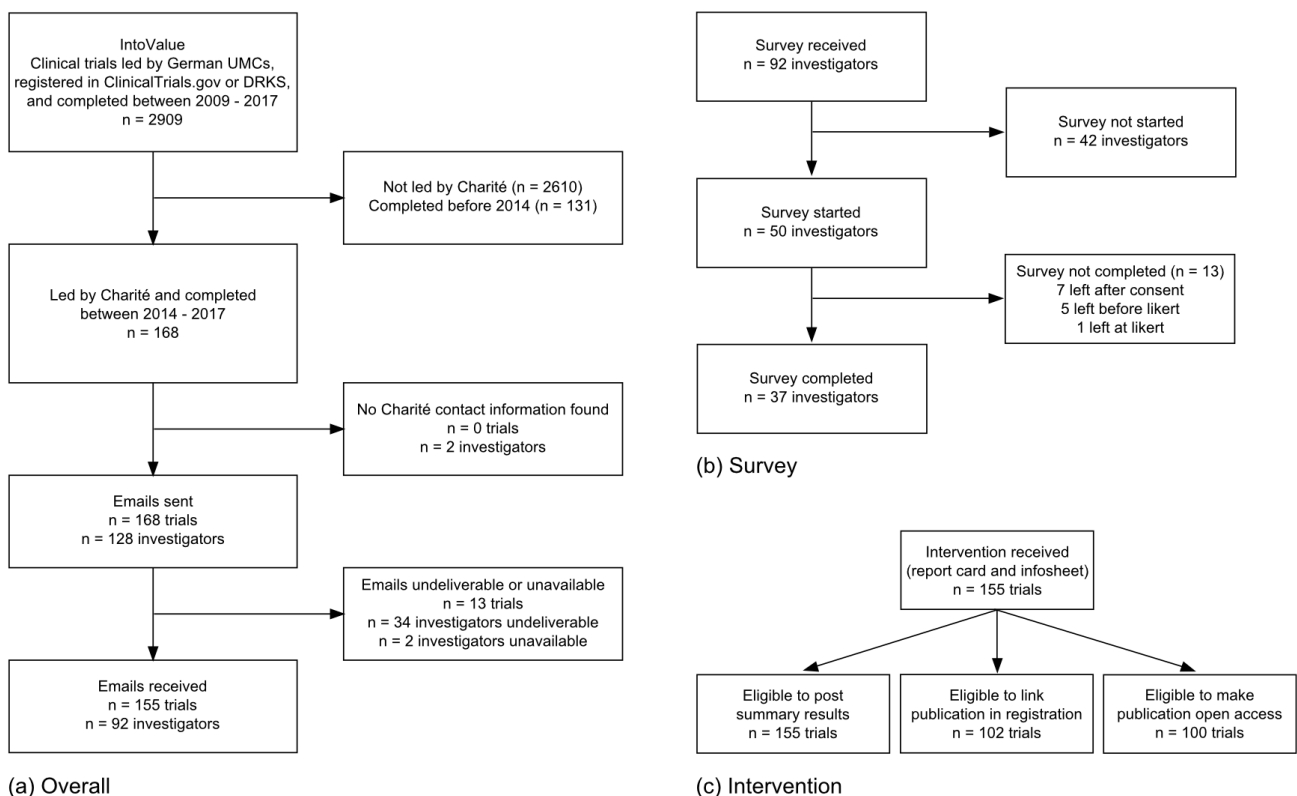 IntoValue
Clinical trials led by German UMCs,
registered in ClinicalTrials.gov or DRKS,
and completed between 2009 - 2017
n = 2909
Not led by Charité (n = 2610)
Completed before 2014 (n = 131)
Led by Charité and completed
between 2014 - 2017
n = 168
No Charité contact information found
n = 0 trials
n = 2 investigators
Emails sent
n = 168 trials
n = 128 investigators
Emails undeliverable or unavailable
n = 13 trials
n = 34 investigators undeliverable
n = 2 investigators unavailable
Emails received
n = 155 trials
n = 92 investigators
(a) Overall
Survey received
n = 92 investigators
Survey not started
n = 42 investigators
Survey started
n = 50 investigators
Survey not completed (n = 13)
7 left after consent
5 left before likert
1 left at likert
Survey completed
n = 37 investigators
(b) Survey
Intervention received
(report card and infosheet)
n = 155 trials
Eligible to post
summary results
n = 155 trials
Eligible to link
publication in registration
n = 102 trials
Eligible to make
publication open access
n = 100 trials
(c) Intervention